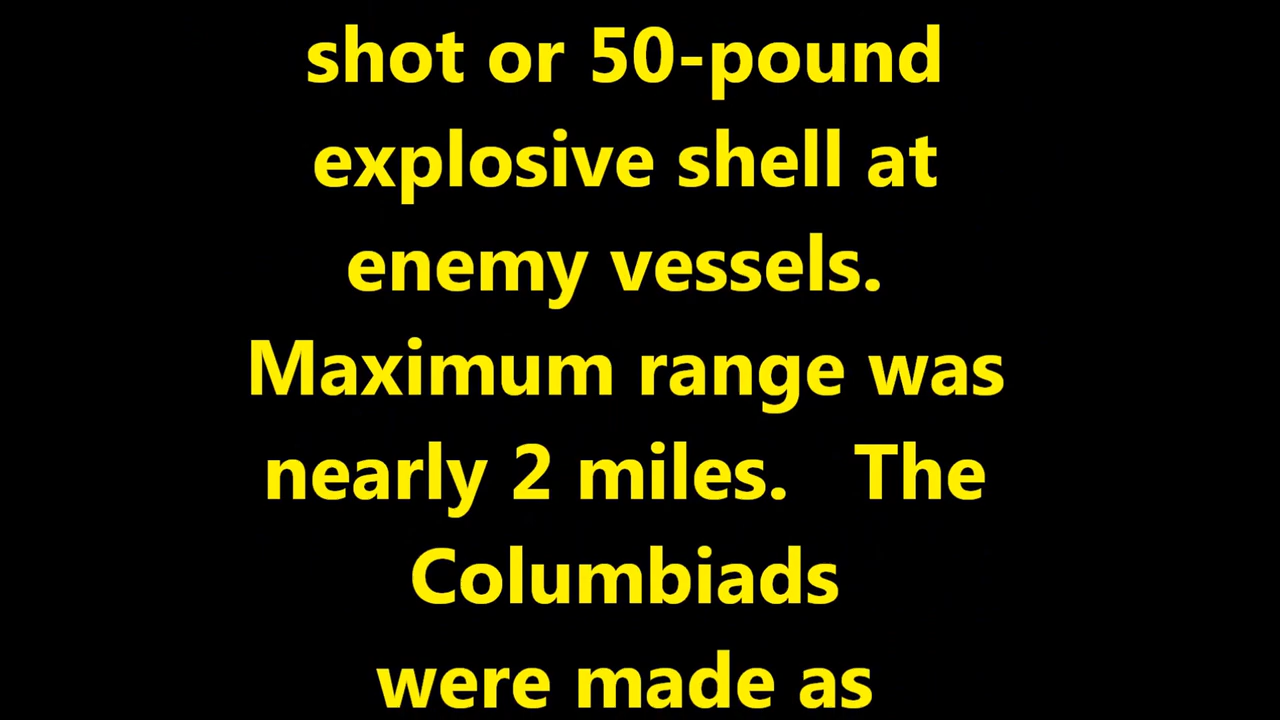 shot or 50-pound
explosive shell at
enemy vessels.
Maximum range was
nearly 2 miles.   The
Columbiads
were made as